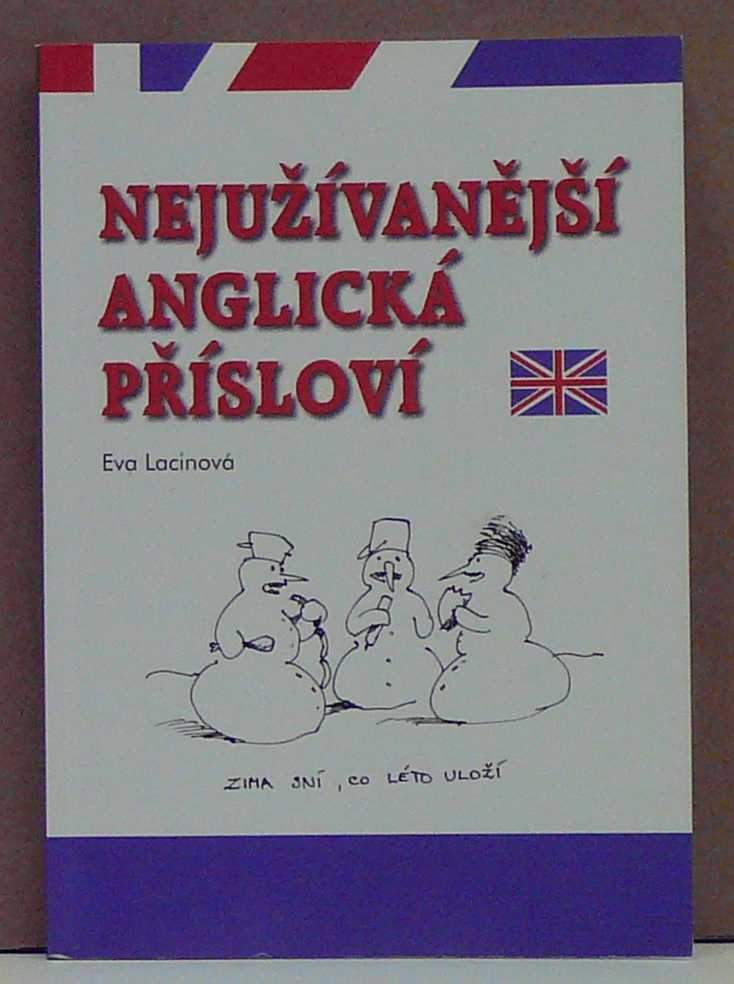 NEJUŽÍVANĚJŠÍ
ANGLICKÁ
PŘÍSLOVÍ
Eva Lacinová
ZIMA SNÍ, CO LÉTO ULOŽÍ